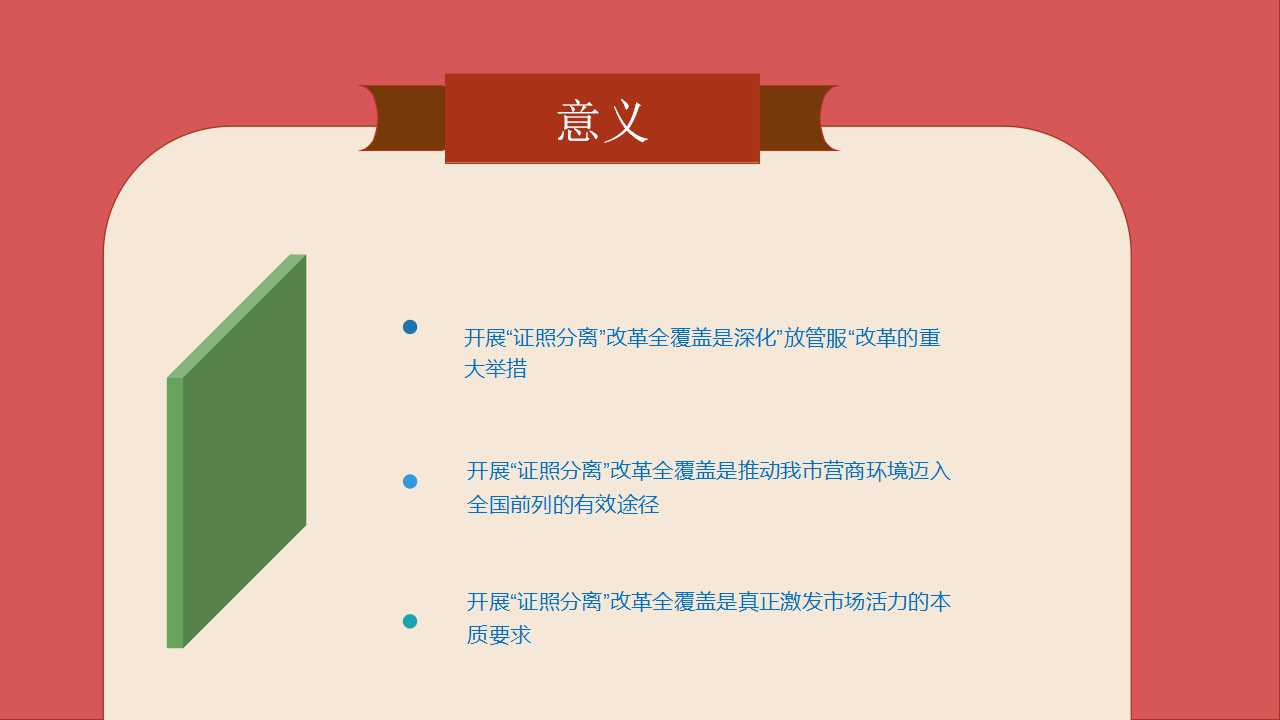 意义
开展“证照分离”改革全覆盖是深化”放管服“改革的重
大举措
开展“证照分离”改革全覆盖是推动我市营商环境迈入
全国前列的有效途径
开展“证照分离”改革全覆盖是真正激发市场活力的本
质要求